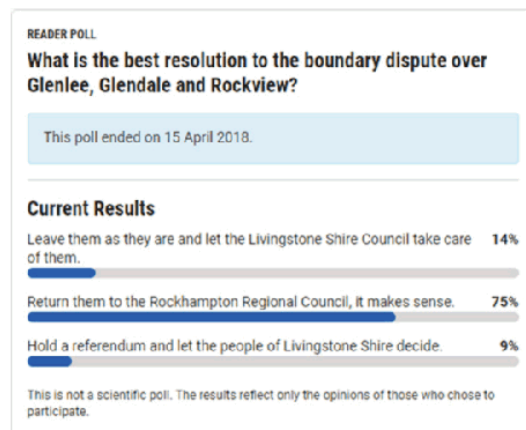 READER POLL
What is the best resolution to the boundary dispute over
Glenlee, Glendale and Rockview?
This poll ended on 15 April 2018.
Current Results
Leave them as they are and let the Livingstone Shire Council take care 14%
of them.
Return them to the Rockhampton Regional Council, it makes sense. 75%
Hold a referendum and let the people of Livingstone Shire decide. 9%
This is not a scientific poll. The results reflect only the opinions of those who chose to
participate.